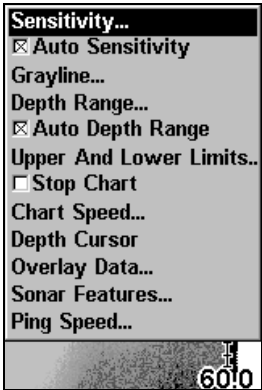 Sensitivity...
Auto Sensitivity
Grayline...
Depth Range...
Auto Depth Range
Upper And Lower Limits..
Stop Chart
Chart Speed...
Depth Cursor
Overlay Data...
Sonar Features...
Ping Speed...
60.0